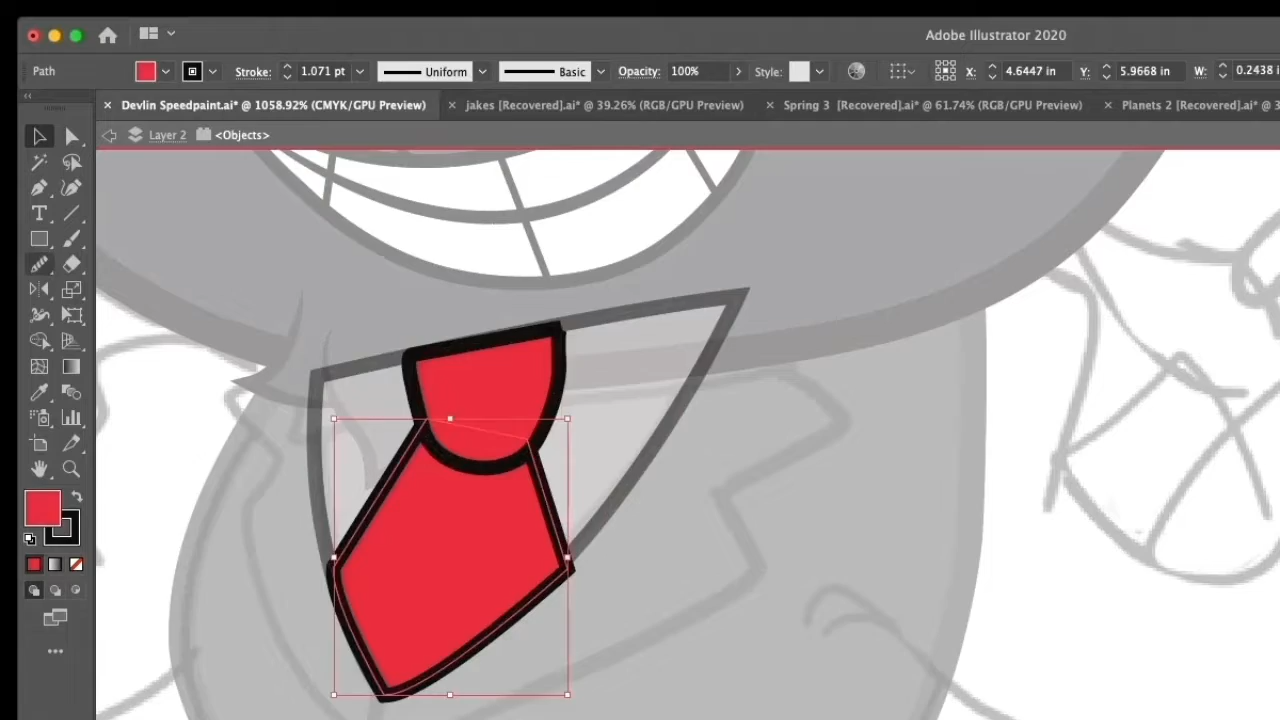 Adobe Illustrator 2020
Path Stroke: 1.071 pt Uniform Basic Opacity: 100% Style: X: 4.6447 in Y: 5.9668 in W: 0.2438 i
Devlin Speedpaint.ai* @ 1058.92% (CMYK/GPU Preview) jakes [Recovered].ai* @ 39.26% (RGB/GPU Preview) Spring 3 [Recovered].ai* @ 61.74% (RGB/GPU Preview) Planets 2 [Recovered].ai* @ 3
Layer 2 <Objects>